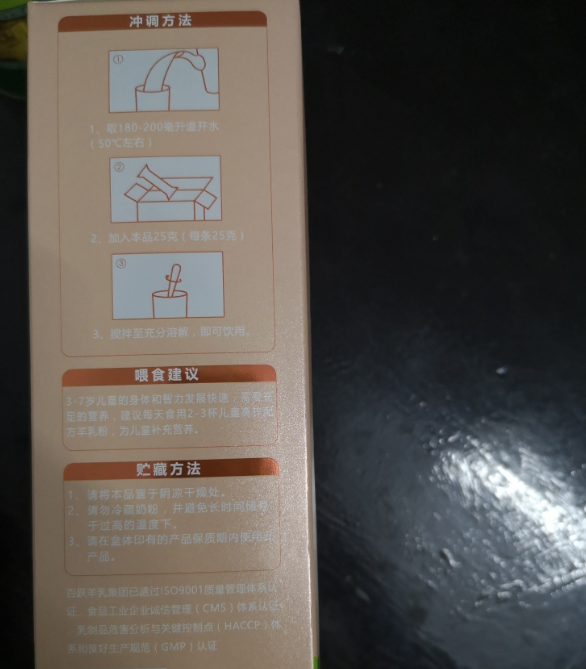 冲调方法
①
1、取180-200毫升温开水
（50℃左右）
②
2、加入本品25克（每条25克）
③
3、搅拌至充分溶解，即可饮用。
喂食建议
3-7岁儿童的身体和智力发展快速，需要充
足的营养，建议每天食用2-3杯儿童高钙配
方羊乳粉，为儿童补充营养。
贮藏方法
1、请将本品置于阴凉干燥处。
2、请勿冷藏奶粉，并避免长时间储存
于过高的温度下。
3、请在盒体印有的产品保质期内使用
产品。
百跃羊乳集团已通过ISO9001质量管理体系认
证、食品工业企业诚信管理（CMS）体系认证、
乳制品危害分析与关键控制点（HACCP）体
系和良好生产规范（GMP）认证